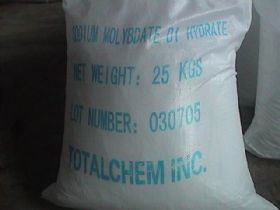 SODIUM MOLYBDATE DI HYDRATE
NET WEIGHT: 25 KGS
LOT NUMBER: 030705
TOTALCHEM INC.